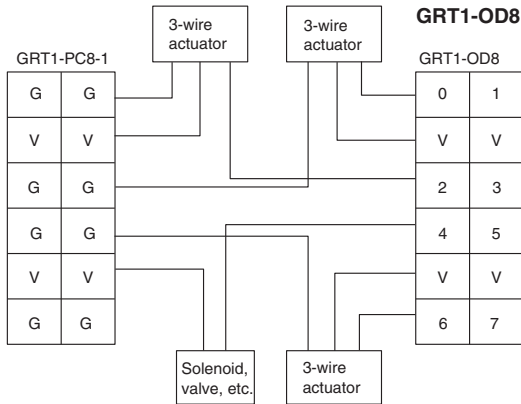 GRT1-OD8
3-wire
actuator
3-wire
actuator
GRT1-PC8-1
GRT1-OD8
G G
V V
G G
G G
V V
G G
0 1
V V
2 3
4 5
V V
6 7
Solenoid,
valve, etc.
3-wire
actuator